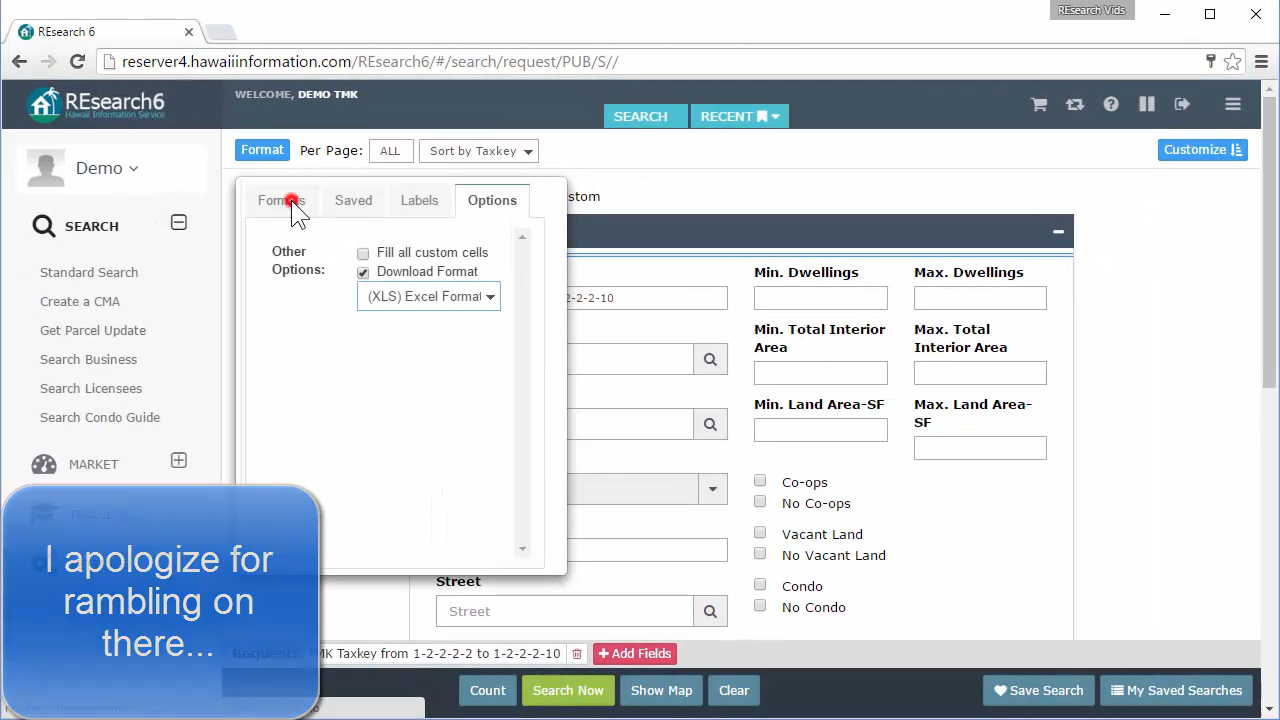 REsearch Vids
REsearch 6
reserver4.hawaiiinformation.com/REsearch6/#/search/request/PUB/S//
REsearch6
Hawaii Information Service
WELCOME, DEMO TMK
SEARCH
RECENT
Demo
Format
Per Page:
ALL
Sort by Taxkey
Customize
SEARCH
Standard Search
Create a CMA
Get Parcel Update
Search Business
Search Licensees
Search Condo Guide
MARKET
Formats
Saved
Labels
Options
Other
Options:
Fill all custom cells
Download Format
(XLS) Excel Format
stom
2-2-2-10
Min. Dwellings
Max. Dwellings
Min. Total Interior
Area
Max. Total
Interior Area
Min. Land Area-SF
Max. Land Area-
SF
Co-ops
No Co-ops
Vacant Land
No Vacant Land
Condo
No Condo
Street
Street
I apologize for
rambling on
there...
Request:
TMK Taxkey from 1-2-2-2-2 to 1-2-2-2-10
Add Fields
Count
Search Now
Show Map
Clear
Save Search
My Saved Searches